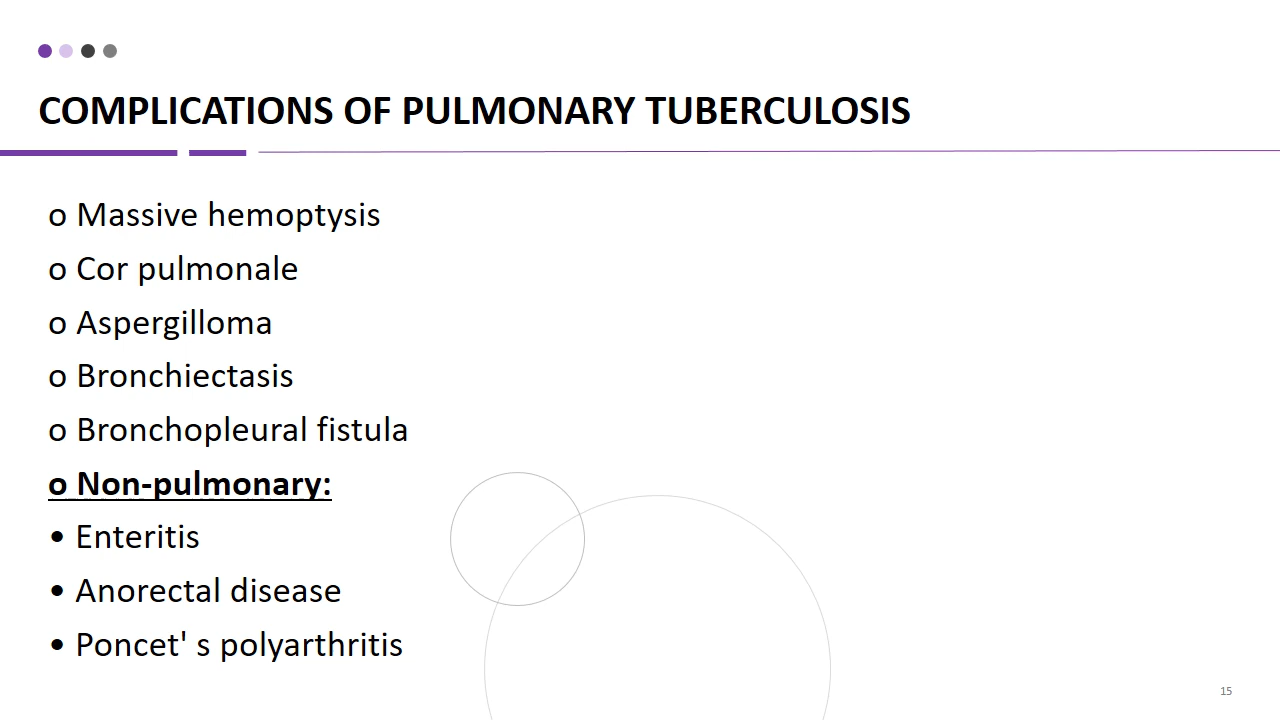 COMPLICATIONS OF PULMONARY TUBERCULOSIS
o Massive hemoptysis
o Cor pulmonale
o Aspergilloma
o Bronchiectasis
o Bronchopleural fistula
o Non-pulmonary:
• Enteritis
• Anorectal disease
• Poncet' s polyarthritis
15